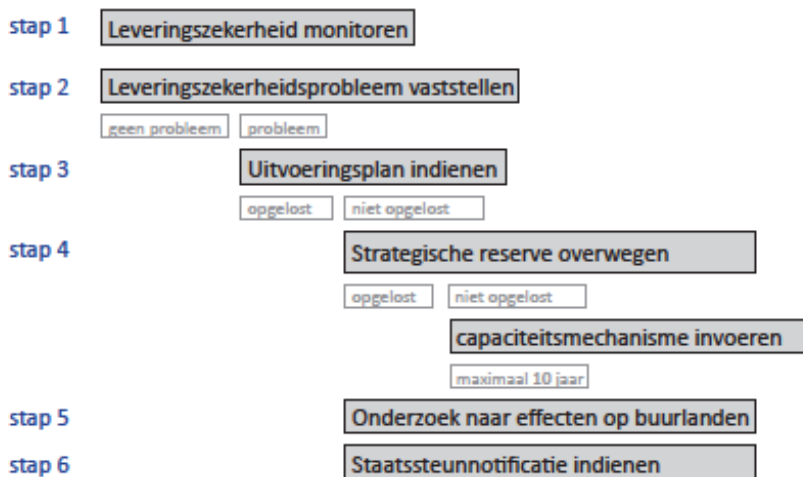 stap 1 Leveringszekerheid monitoren
stap 2 Leveringszekerheidsprobleem vaststellen
geen probleem probleem
stap 3 Uitvoeringsplan indienen
opgelost niet opgelost
stap 4 Strategische reserve overwegen
opgelost niet opgelost
capaciteitsmechanisme invoeren
maximaal 10 jaar
stap 5 Onderzoek naar effecten op buurlanden
stap 6 Staatssteunnotificatie indienen